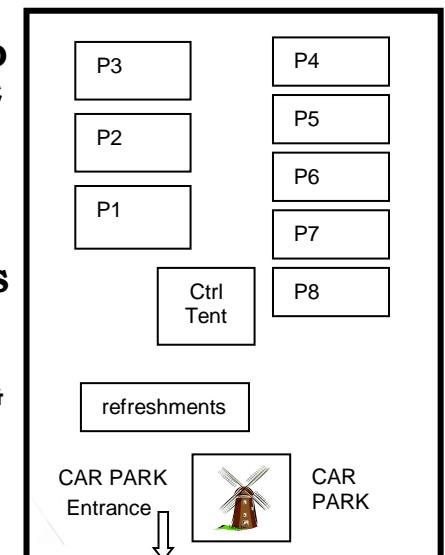 P3
P2
P1
P4
P5
P6
P7
P8
Ctrl
Tent
refreshments
CAR PARK
Entrance
CAR
PARK